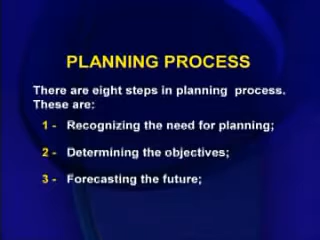 PLANNING PROCESS
There are eight steps in planning process.
These are:
1 - Recognizing the need for planning;
2 - Determining the objectives;
3 - Forecasting the future;